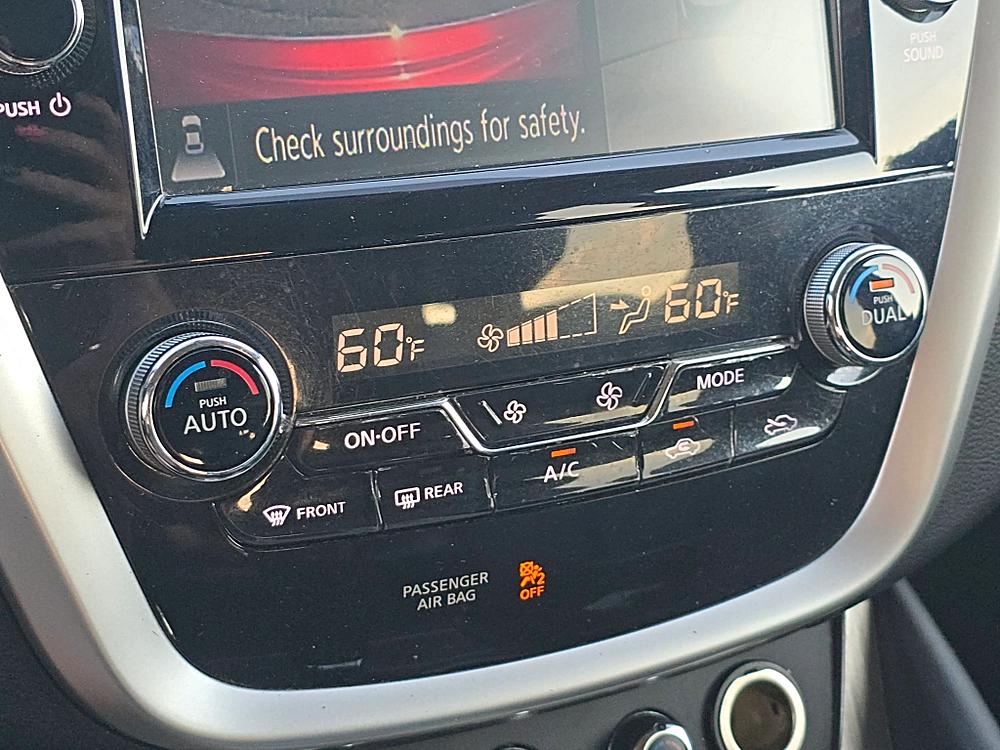 PUSH
PUSH
SOUND
Check surroundings for safety.
60°F
60°F
PUSH
DUAL
PUSH
AUTO
ON·OFF
MODE
A/C
FRONT
REAR
PASSENGER
AIR BAG
2
OFF